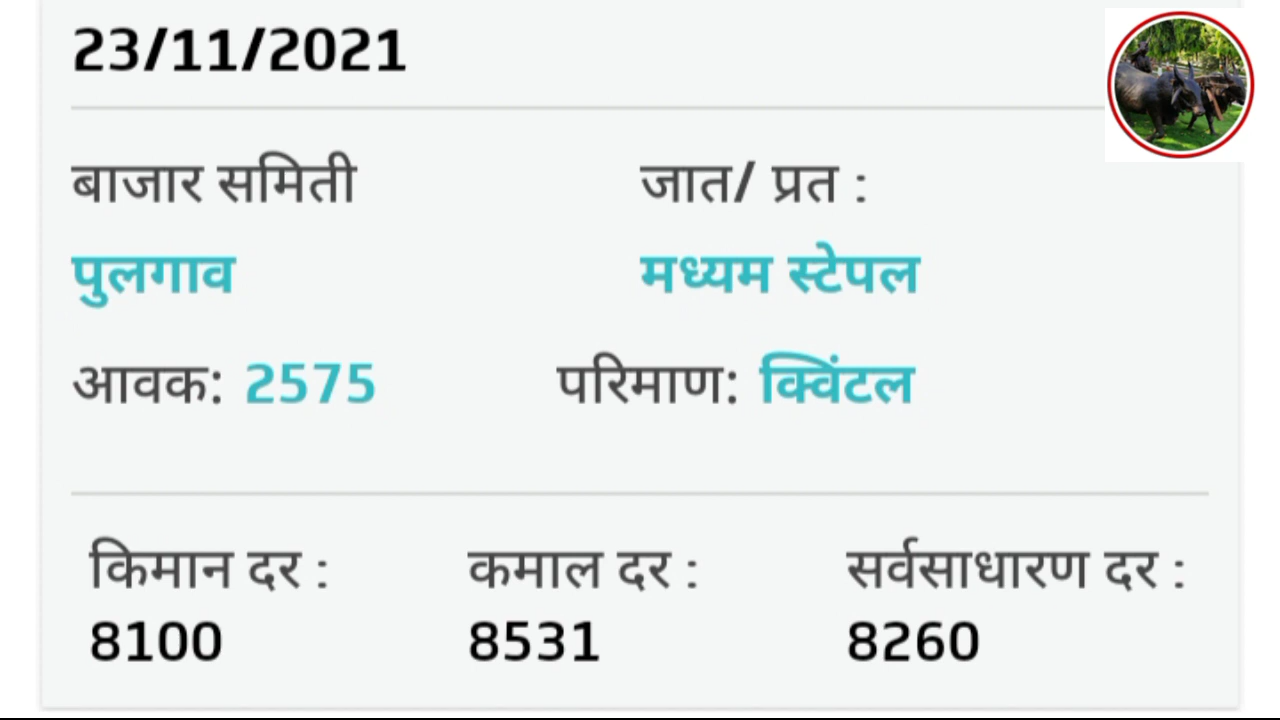 23/11/2021
बाजार समिती जात/ प्रत :
पुलगाव मध्यम स्टेपल
आवक: 2575 परिमाण: क्विंटल
किमान दर : कमाल दर : सर्वसाधारण दर :
8100 8531 8260